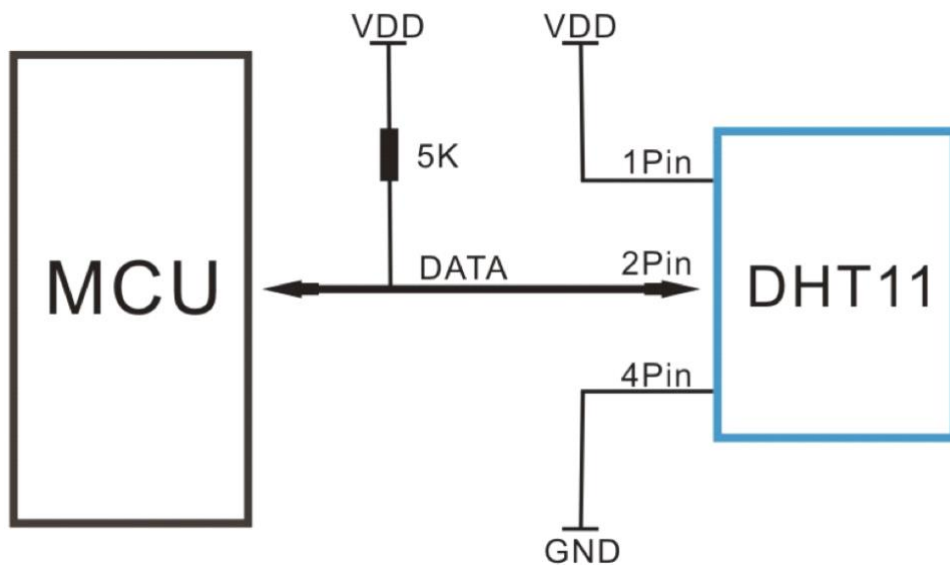 VDD
VDD
5K
1Pin
MCU
DATA
2Pin
DHT11
4Pin
GND